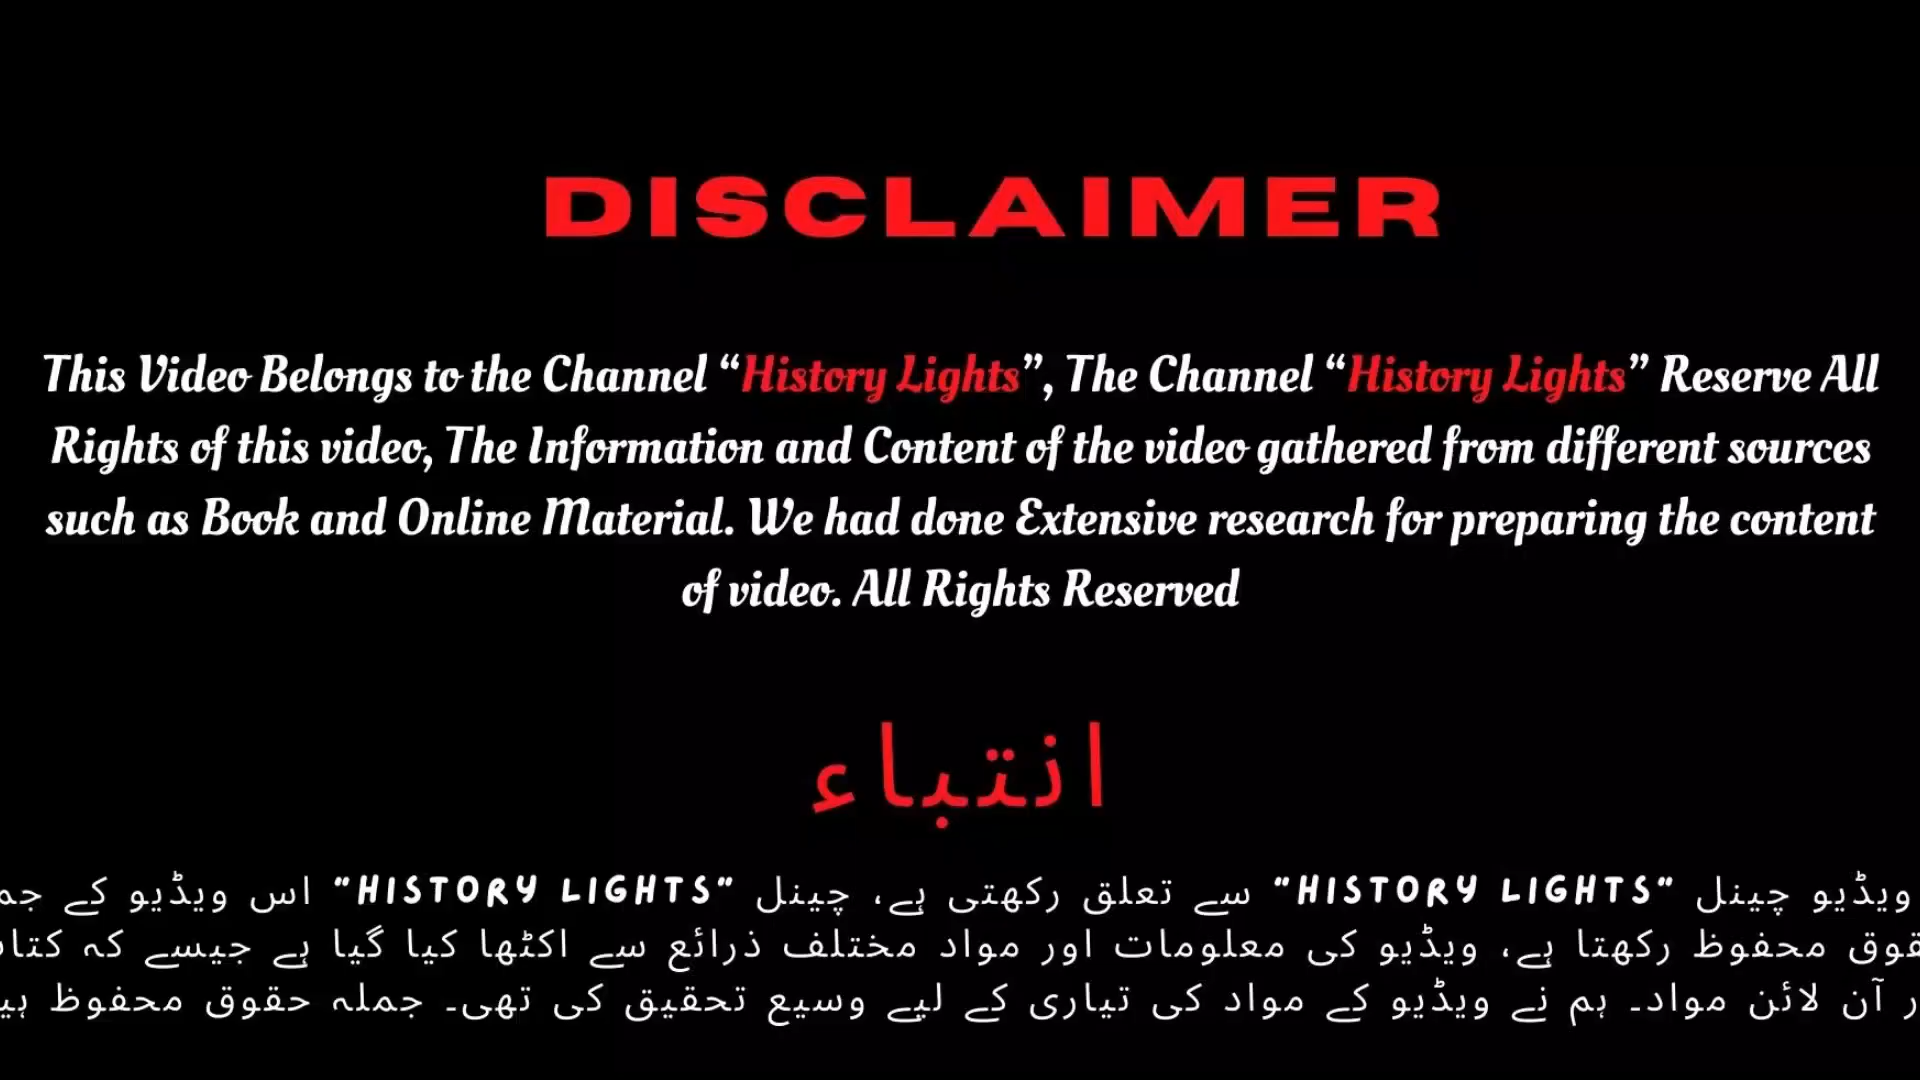 DISCLAIMER
This Video Belongs to the Channel “History Lights”, The Channel “History Lights” Reserve All
Rights of this video, The Information and Content of the video gathered from different sources
such as Book and Online Material. We had done Extensive research for preparing the content
of video. All Rights Reserved
انتباء
ویڈیو چینل "HISTORY LIGHTS" سے تعلق رکھتی ہے، چینل "HISTORY LIGHTS" اس ویڈیو کے
محفوظ رکھتا ہے، ویڈیو کی معلومات اور مواد مختلف ذرائع سے اکٹھا کیا گیا ہے جیسے کہ
آن لائن مواد۔ ہم نے ویڈیو کے مواد کی تیاری کے لیے وسیع تحقیق کی تھی۔ جملہ حقوق محفوظ